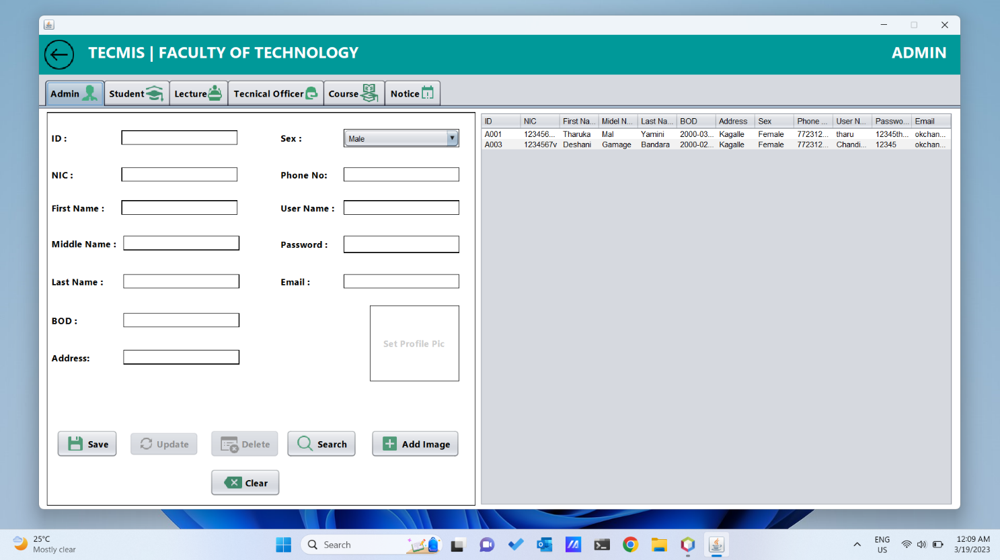 TECMIS | FACULTY OF TECHNOLOGY ADMIN
Admin Student Lecture Tecnical Officer Course Notice
ID :
Sex : Male
NIC :
Phone No:
First Name :
User Name :
Middle Name :
Password :
Last Name :
Email :
BOD :
Address:
Set Profile Pic
Save Update Delete Search Add Image
Clear
ID NIC First Na... Midel N... Last Na... BOD Address Sex Phone ... User N... Passwo... Email
A001 123456... Tharuka Mal Yamini 2000-03... Kagalle Female 772312... tharu 12345th... okchan...
A003 1234567v Deshani Gamage Bandara 2000-02... Kagalle Female 772312... Chandi... 12345 okchan...
25°C
Mostly clear
Search
ENG
US
12:09 AM
3/19/2023